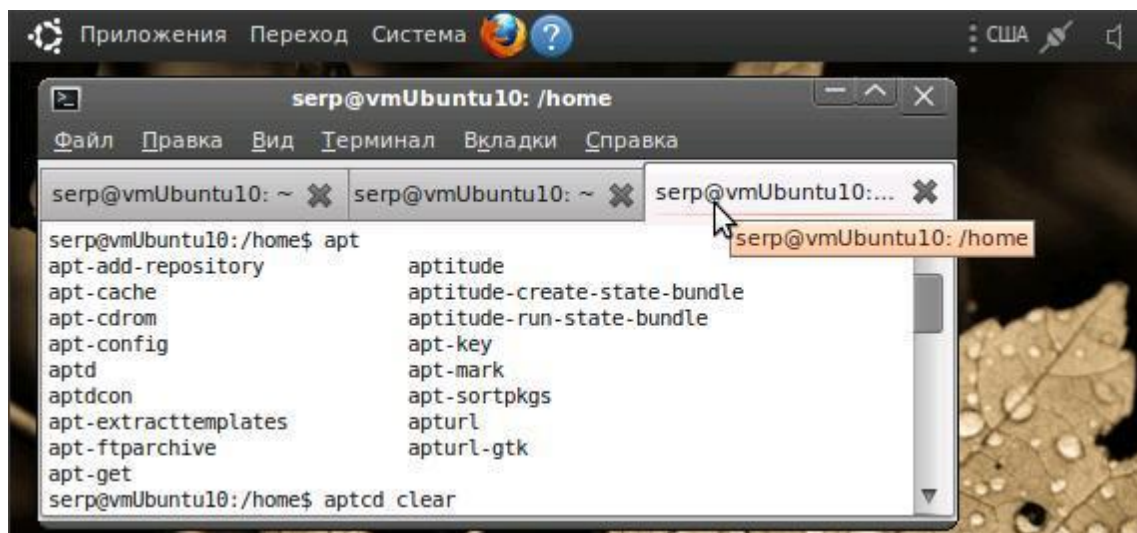 Приложения Переход Система США
serp@vmUbuntu10: /home
Файл Правка Вид Терминал Вкладки Справка
serp@vmUbuntu10: ~ serp@vmUbuntu10: ~ serp@vmUbuntu10:...
serp@vmUbuntu10: /home
serp@vmUbuntu10:/home$ apt
apt-add-repository aptitude
apt-cache aptitude-create-state-bundle
apt-cdrom aptitude-run-state-bundle
apt-config apt-key
aptd apt-mark
aptdcon apt-sortpkgs
apt-extracttemplates apturl
apt-ftparchive apturl-gtk
apt-get
serp@vmUbuntu10:/home$ aptcd clear